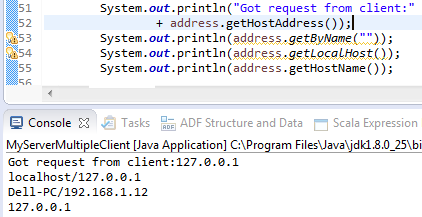 51 System.out.println("Got request from client:"
52 + address.getHostAddress());
53 System.out.println(address.getByName(""));
54 System.out.println(address.getLocalHost());
55 System.out.println(address.getHostName());
Console Tasks ADF Structure and Data Scala Expression
MyServerMultipleClient [Java Application] C:\Program Files\Java\jdk1.8.0_25\bi
Got request from client:127.0.0.1
localhost/127.0.0.1
Dell-PC/192.168.1.12
127.0.0.1